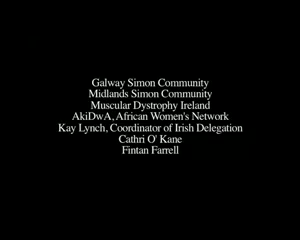 Galway Simon Community
Midlands Simon Community
Muscular Dystrophy Ireland
AkiDwA, African Women's Network
Kay Lynch, Coordinator of Irish Delegation
Cathri O' Kane
Fintan Farrell